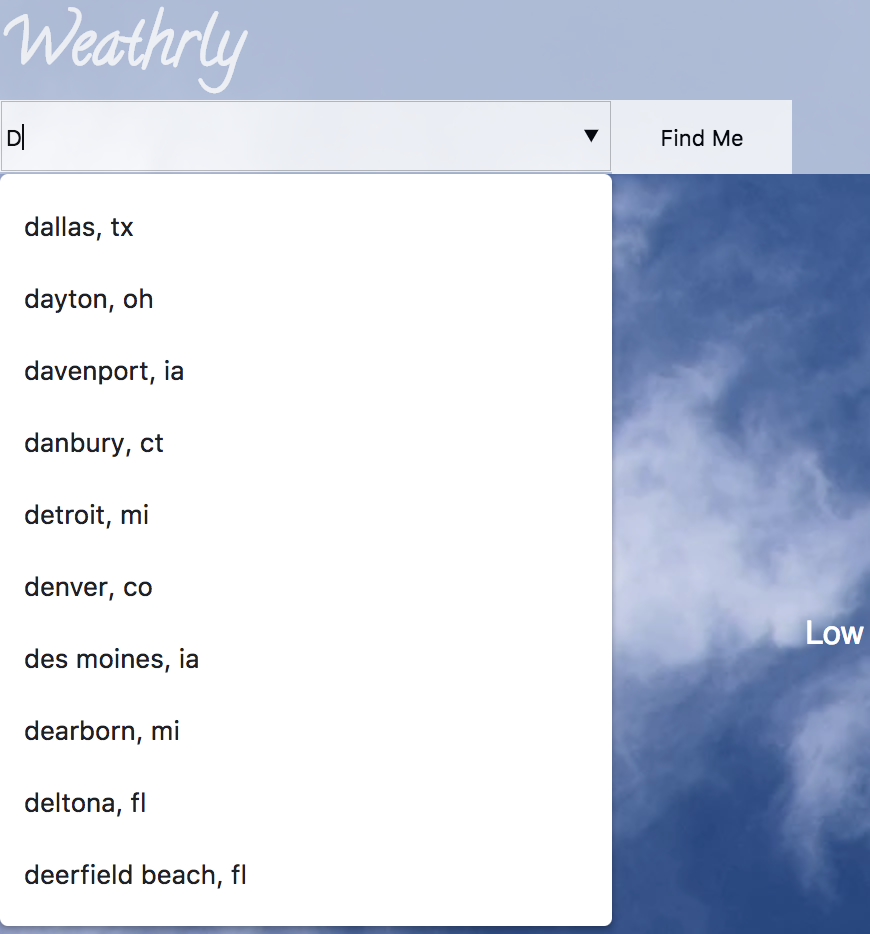 Weathrly
D
Find Me
dallas, tx
dayton, oh
davenport, ia
danbury, ct
detroit, mi
denver, co
des moines, ia
dearborn, mi
deltona, fl
deerfield beach, fl
Low